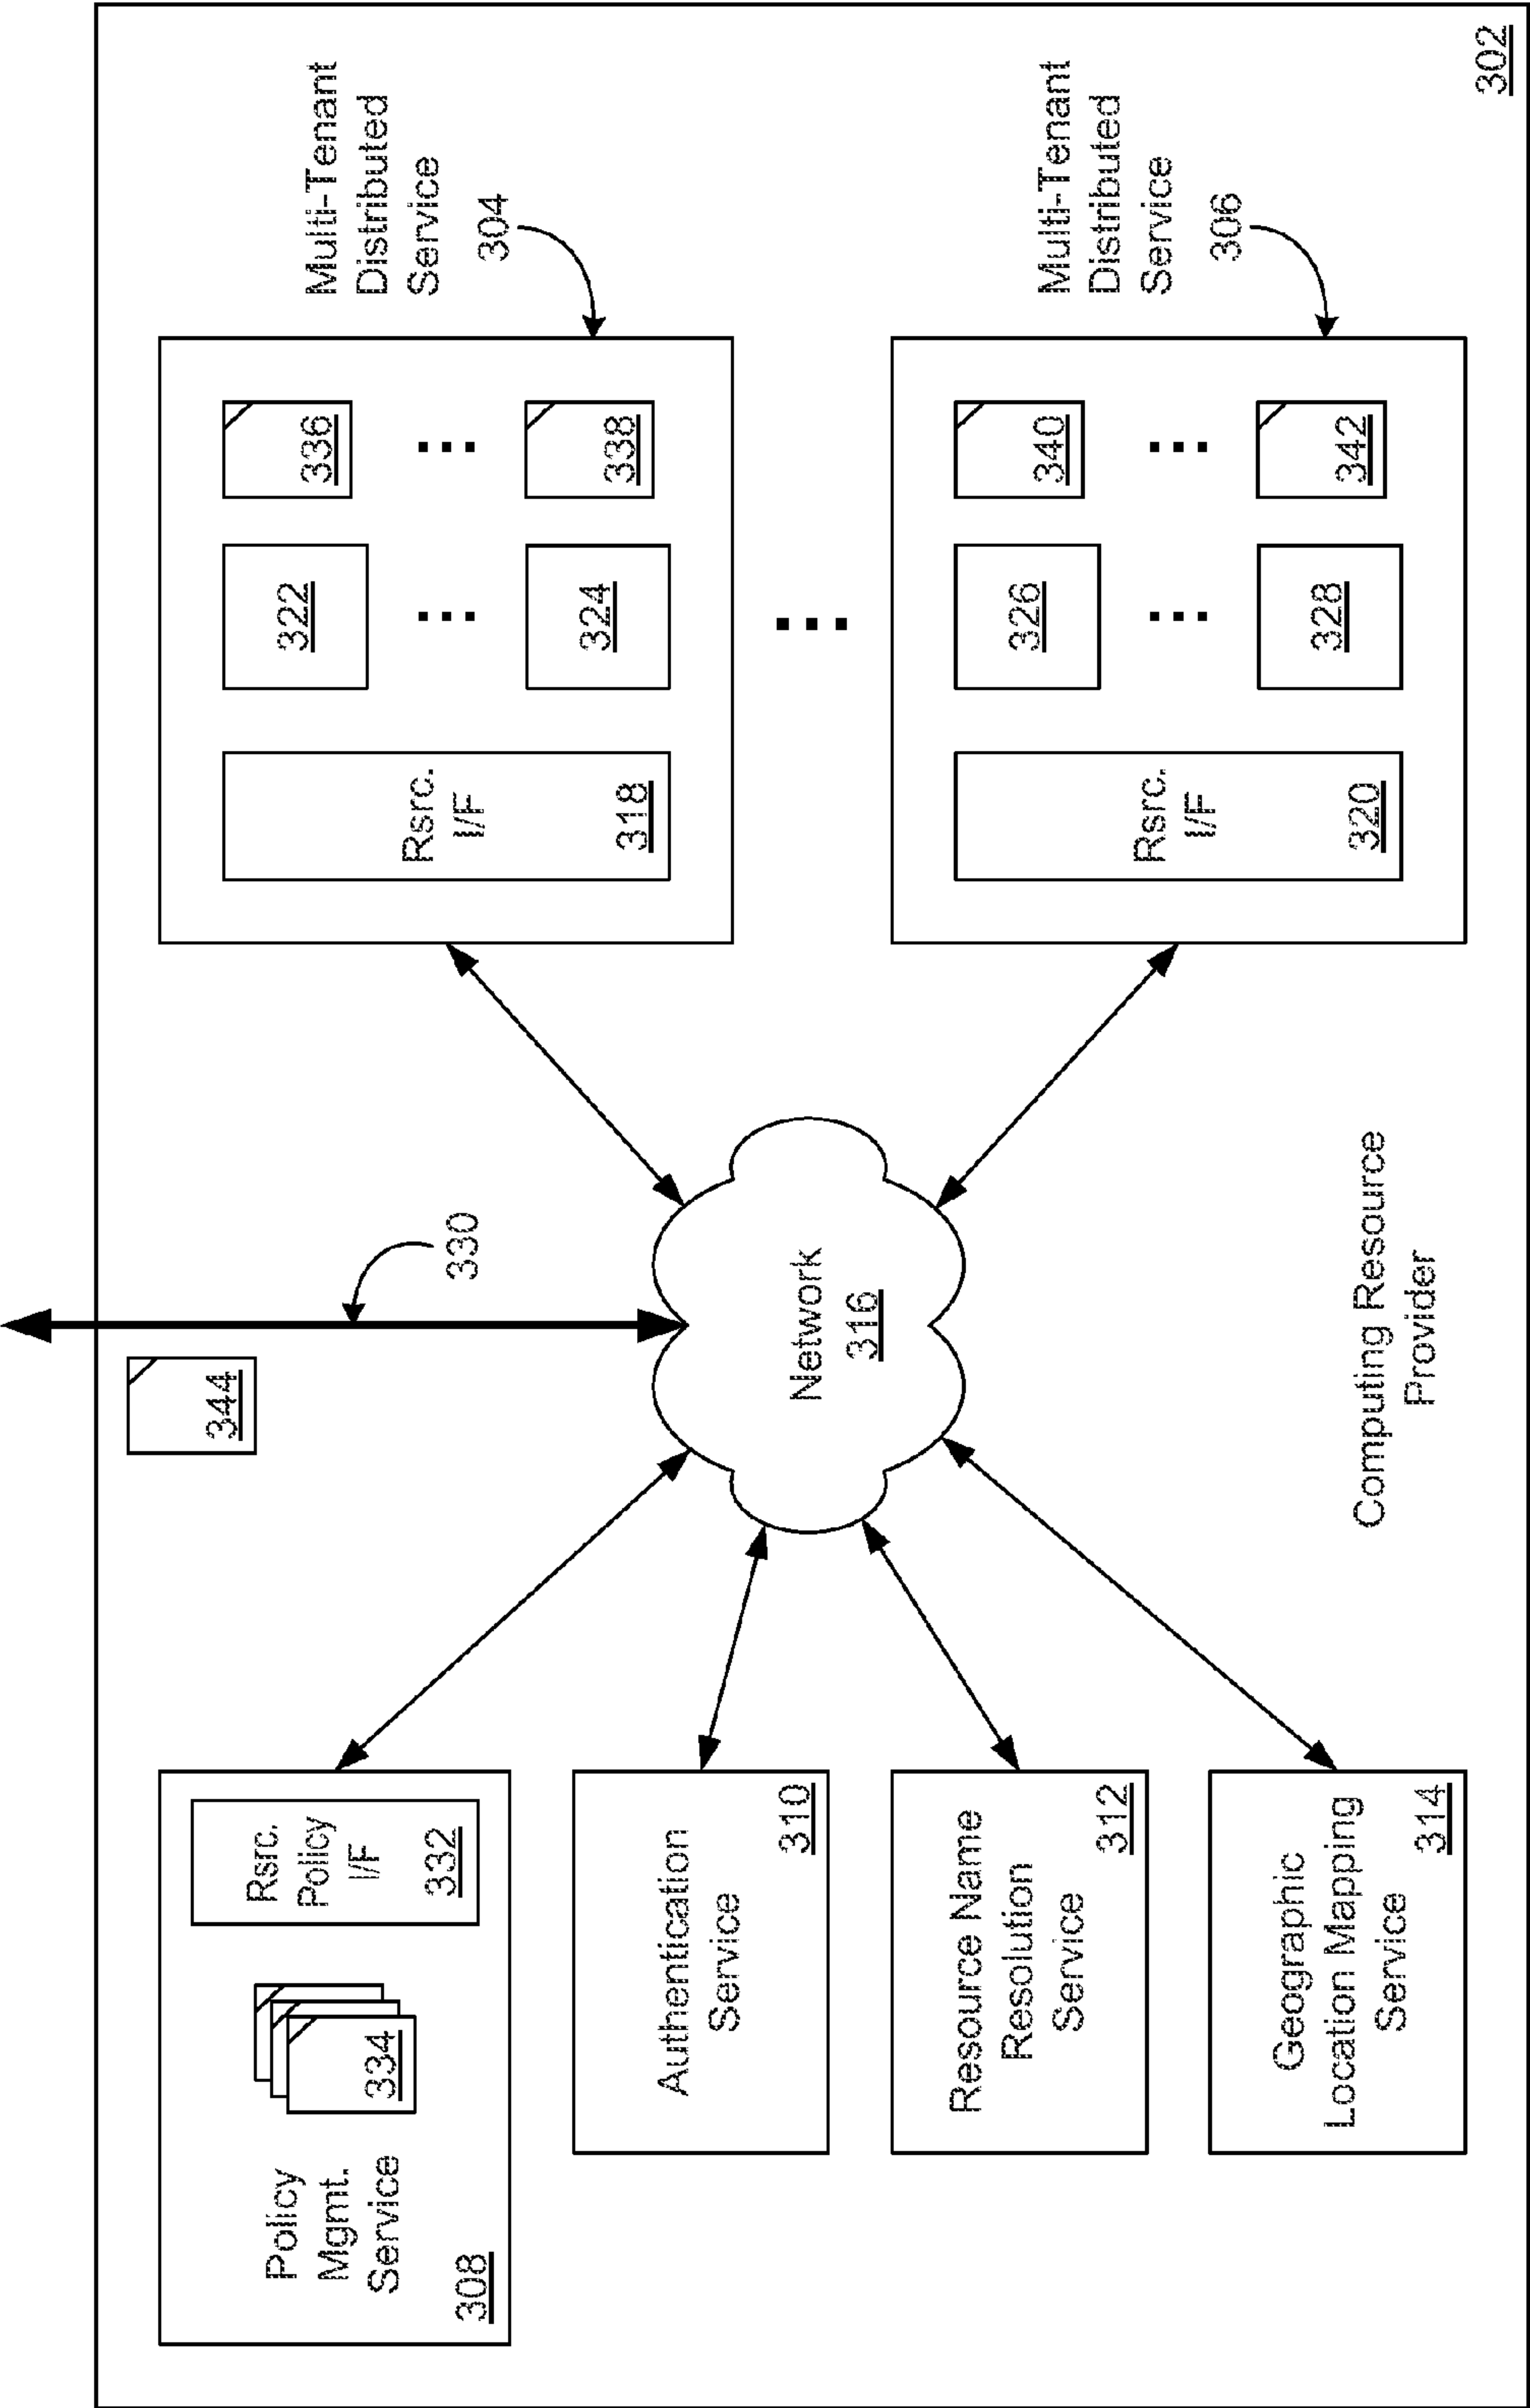 344
330
Policy
Mgmt.
Service
308
334
Rsrc.
Policy
I/F
332
Authentication
Service
310
Resource Name
Resolution
Service
312
Geographic
Location Mapping
Service
314
Network
316
Computing Resource
Provider
Rsrc.
I/F
318
322
324
336
338
Multi-Tenant
Distributed
Service
304
Rsrc.
I/F
320
326
328
340
342
Multi-Tenant
Distributed
Service
306
302